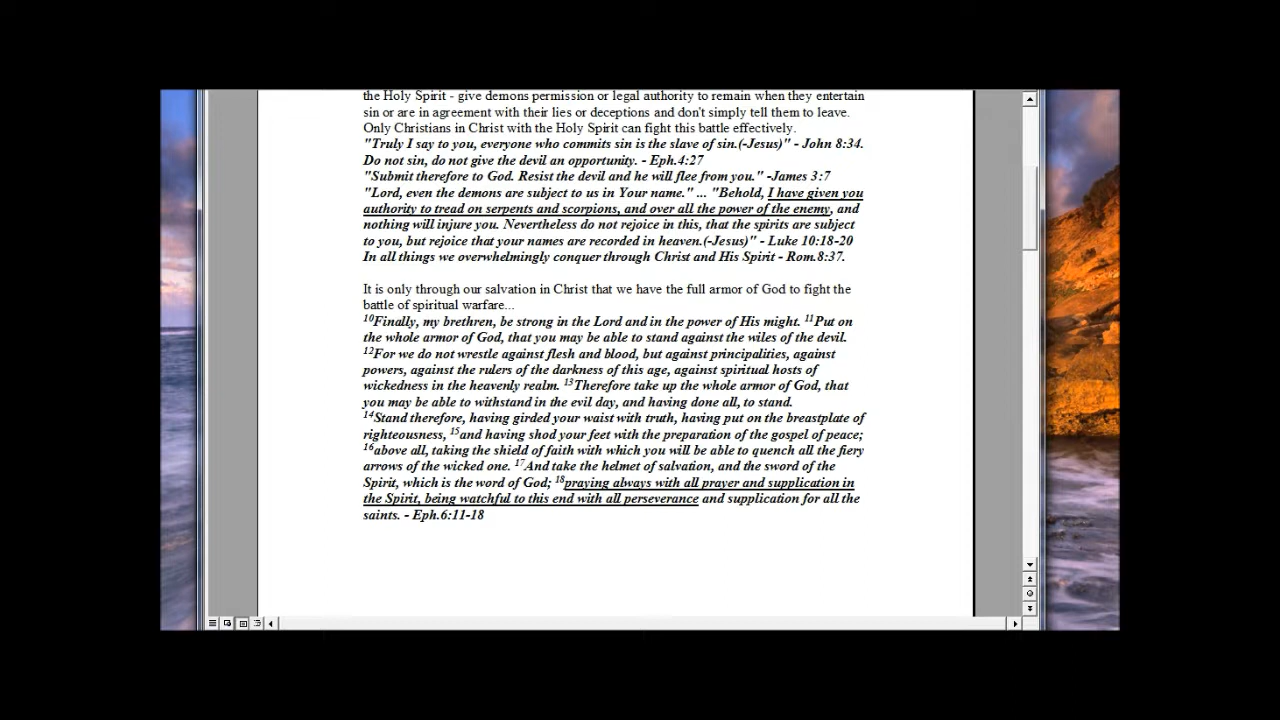 the Holy Spirit - give demons permission or legal authority to remain when they entertain
sin or are in agreement with their lies or deceptions and don't simply tell them to leave.
Only Christians in Christ with the Holy Spirit can fight this battle effectively.
"Truly I say to you, everyone who commits sin is the slave of sin.(-Jesus)" - John 8:34.
Do not sin, do not give the devil an opportunity. - Eph.4:27
"Submit therefore to God. Resist the devil and he will flee from you." -James 3:7
"Lord, even the demons are subject to us in Your name." ... "Behold, I have given you
authority to tread on serpents and scorpions, and over all the power of the enemy, and
nothing will injure you. Nevertheless do not rejoice in this, that the spirits are subject
to you, but rejoice that your names are recorded in heaven.(-Jesus)" - Luke 10:18-20
In all things we overwhelmingly conquer through Christ and His Spirit - Rom.8:37.
It is only through our salvation in Christ that we have the full armor of God to fight the
battle of spiritual warfare...
10Finally, my brethren, be strong in the Lord and in the power of His might. 11Put on
the whole armor of God, that you may be able to stand against the wiles of the devil.
12For we do not wrestle against flesh and blood, but against principalities, against
powers, against the rulers of the darkness of this age, against spiritual hosts of
wickedness in the heavenly realm. 13Therefore take up the whole armor of God, that
you may be able to withstand in the evil day, and having done all, to stand.
14Stand therefore, having girded your waist with truth, having put on the breastplate of
righteousness, 15and having shod your feet with the preparation of the gospel of peace;
16above all, taking the shield of faith with which you will be able to quench all the fiery
arrows of the wicked one. 17And take the helmet of salvation, and the sword of the
Spirit, which is the word of God; 18praying always with all prayer and supplication in
the Spirit, being watchful to this end with all perseverance and supplication for all the
saints. - Eph.6:11-18